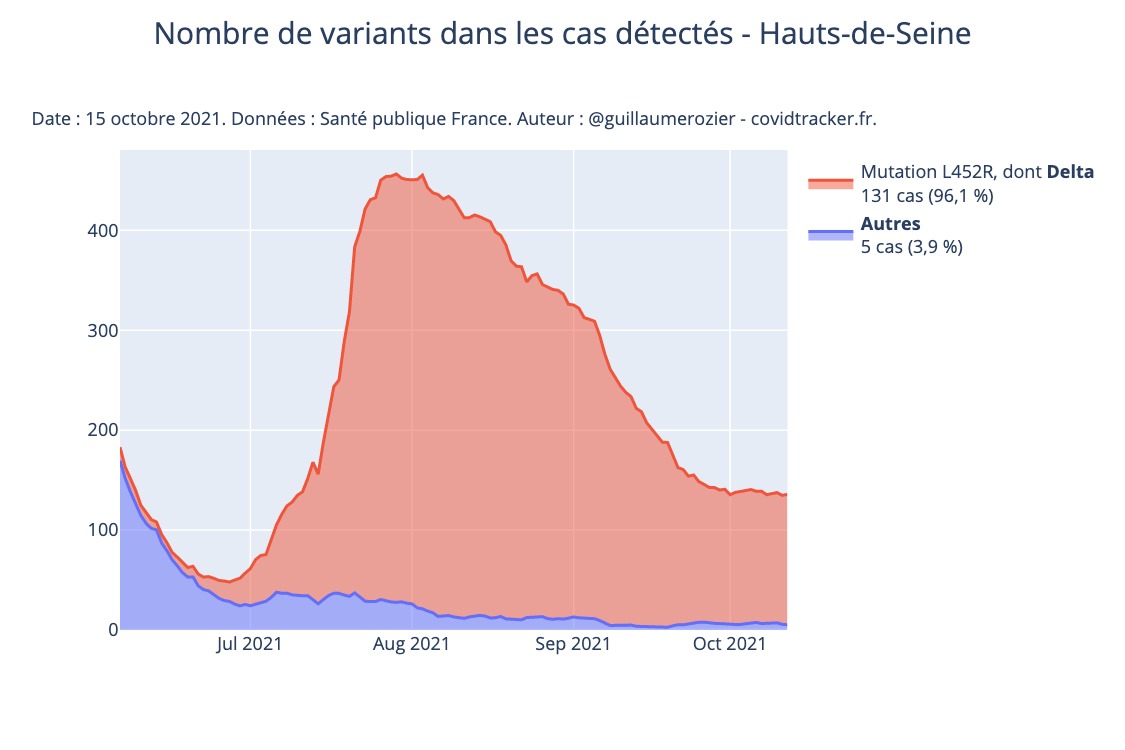 Nombre de variants dans les cas détectés - Hauts-de-Seine
Date : 15 octobre 2021. Données : Santé publique France. Auteur : @guillaumerozier - covidtracker.fr.
Mutation L452R, dont Delta
131 cas (96,1 %)
Autres
5 cas (3,9 %)
400
300
200
100
0
Jul 2021
Aug 2021
Sep 2021
Oct 2021